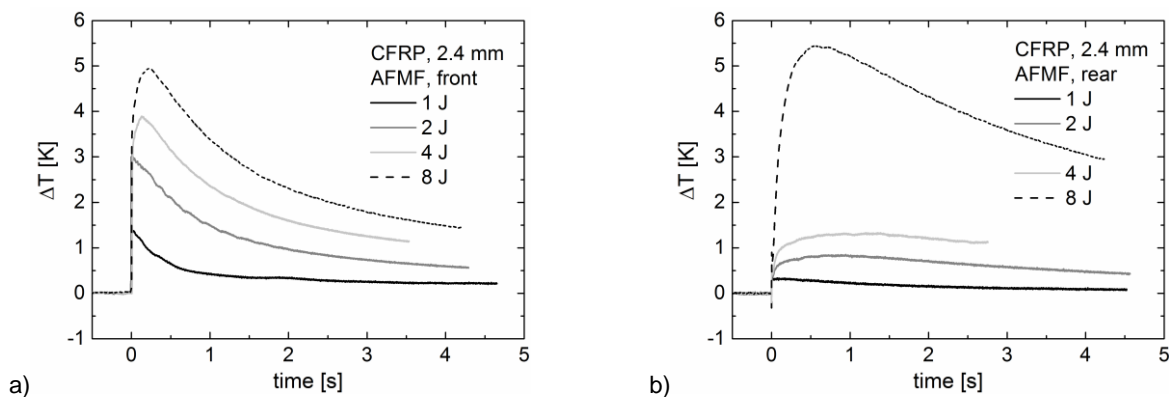 6
5
4
3
2
1
0
-1
ΔT [K]
CFRP, 2.4 mm
AFMF, front
1 J
2 J
4 J
8 J
0 1 2 3 4 5
time [s]
a)
6
5
4
3
2
1
0
-1
ΔT [K]
CFRP, 2.4 mm
AFMF, rear
1 J
2 J
4 J
8 J
0 1 2 3 4 5
time [s]
b)